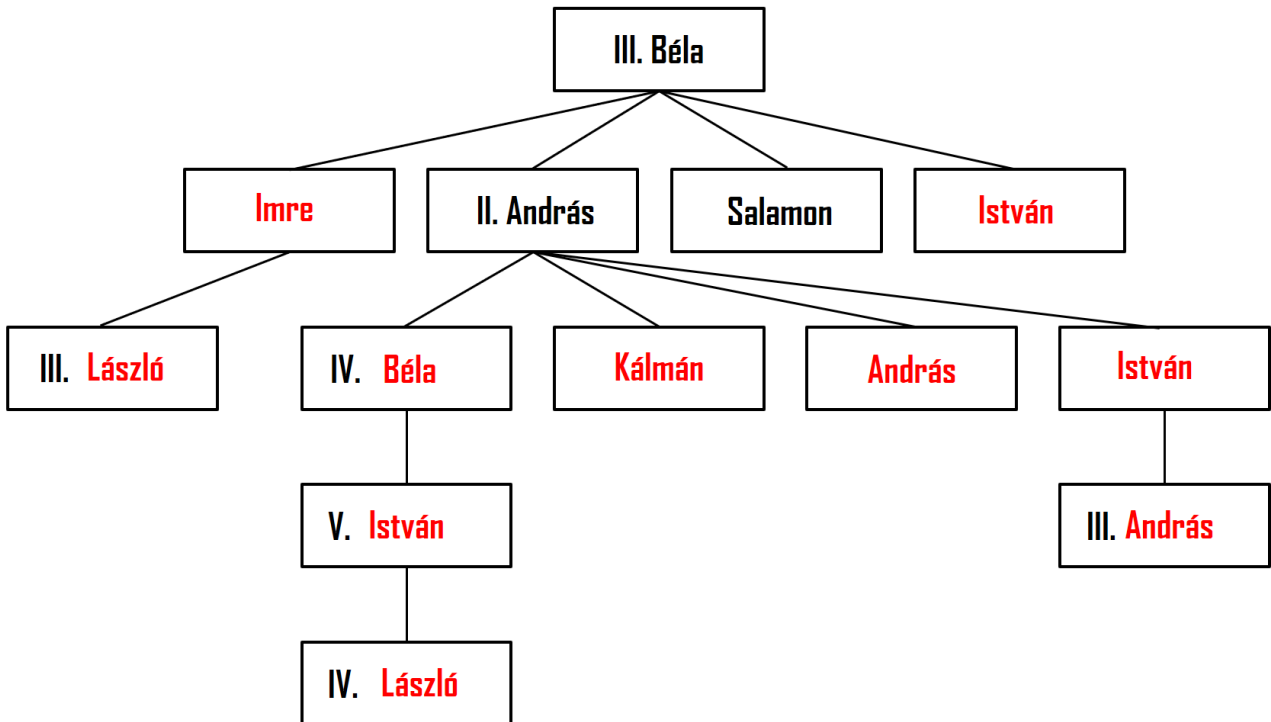 III. Béla
Imre
II. András
Salamon
István
III. László
IV. Béla
Kálmán
András
István
V. István
III. András
IV. László